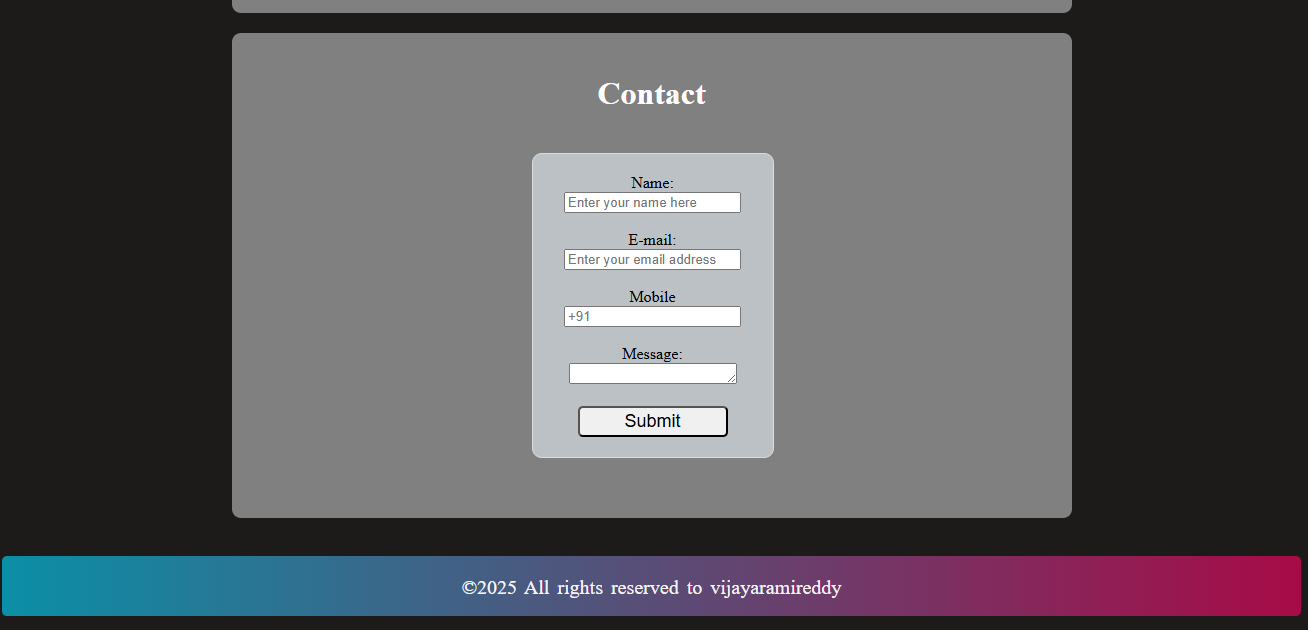 Contact
Name:
Enter your name here
E-mail:
Enter your email address
Mobile
+91
Message:
Submit
©2025 All rights reserved to vijayaramireddy